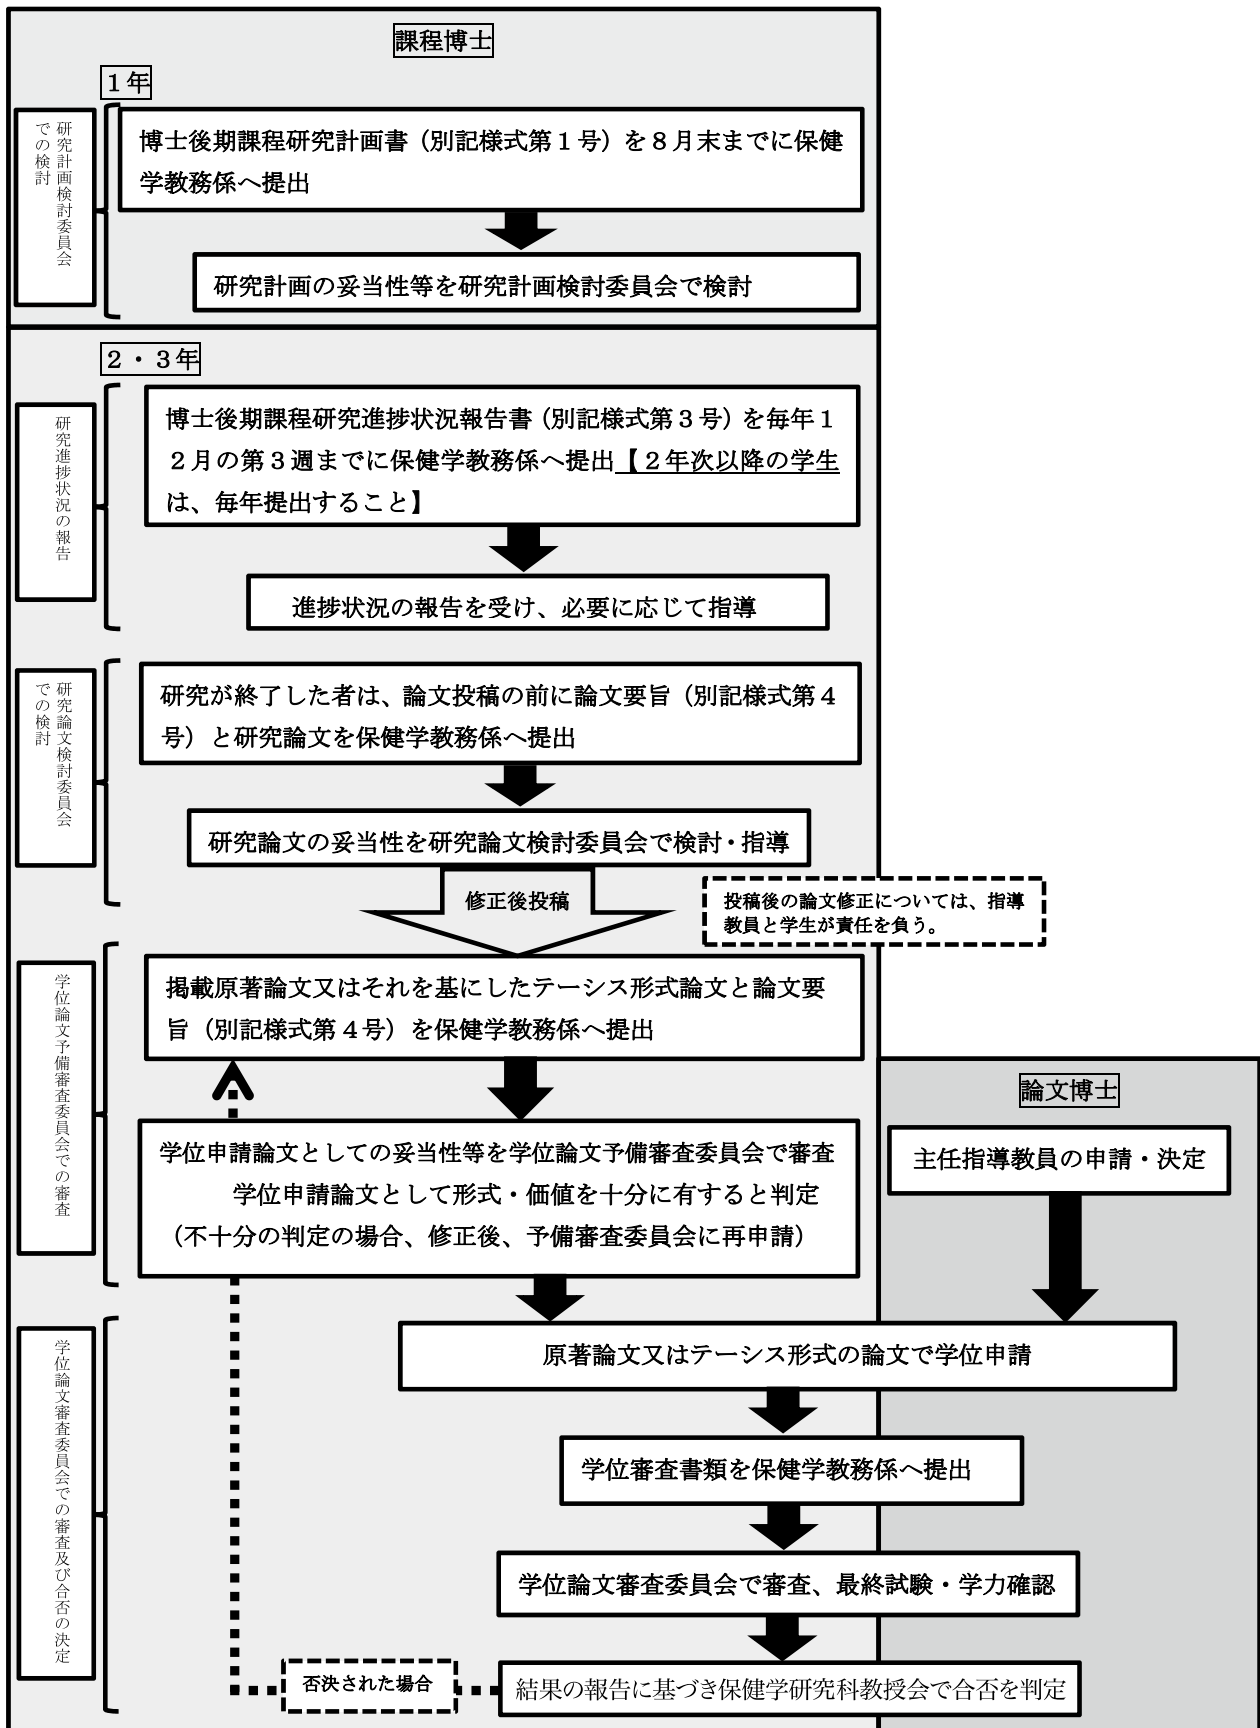 課程博士
１年
研究計画検討委員会
での検討
博士後期課程研究計画書（別記様式第１号）を８月末までに保健
学教務係へ提出
研究計画の妥当性等を研究計画検討委員会で検討
２・３年
研究進捗状況の報告
博士後期課程研究進捗状況報告書（別記様式第３号）を毎年１
２月の第３週までに保健学教務係へ提出【２年次以降の学生
は、毎年提出すること】
進捗状況の報告を受け、必要に応じて指導
研究論文検討委員会
での検討
研究が終了した者は、論文投稿の前に論文要旨（別記様式第４
号）と研究論文を保健学教務係へ提出
研究論文の妥当性を研究論文検討委員会で検討・指導
修正後投稿
投稿後の論文修正については、指導
教員と学生が責任を負う。
学位論文予備審査委員会での審査
掲載原著論文又はそれを基にしたテーシス形式論文と論文要
旨（別記様式第４号）を保健学教務係へ提出
学位申請論文としての妥当性等を学位論文予備審査委員会で審査
学位申請論文として形式・価値を十分に有すると判定
（不十分の判定の場合、修正後、予備審査委員会に再申請）
論文博士
主任指導教員の申請・決定
学位論文審査委員会での審査及び合否の決定
原著論文又はテーシス形式の論文で学位申請
学位審査書類を保健学教務係へ提出
学位論文審査委員会で審査、最終試験・学力確認
否決された場合
結果の報告に基づき保健学研究科教授会で合否を判定